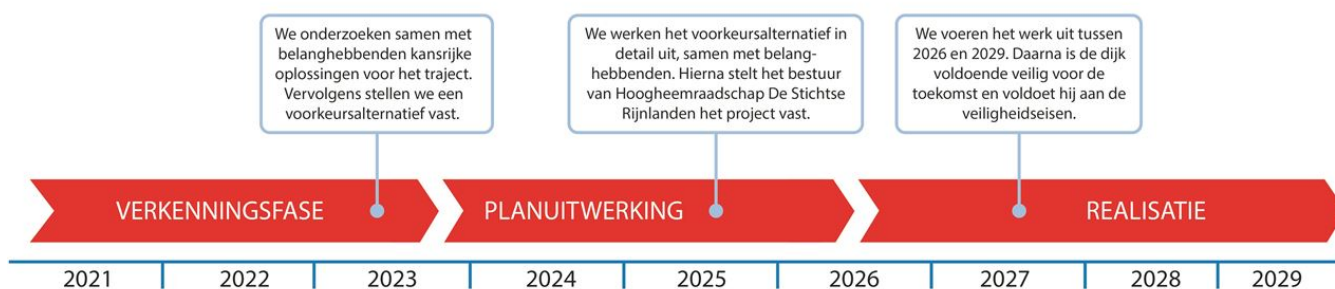 We onderzoeken samen met
belanghebbenden kansrijke
oplossingen voor het traject.
Vervolgens stellen we een
voorkeursalternatief vast.
We werken het voorkeursalternatief in
detail uit, samen met belang-
hebbenden. Hierna stelt het bestuur
van Hoogheemraadschap De Stichtse
Rijnlanden het project vast.
We voeren het werk uit tussen
2026 en 2029. Daarna is de dijk
voldoende veilig voor de
toekomst en voldoet hij aan de
veiligheidseisen.
VERKENNINGSFASE
PLANUITWERKING
REALISATIE
2021
2022
2023
2024
2025
2026
2027
2028
2029